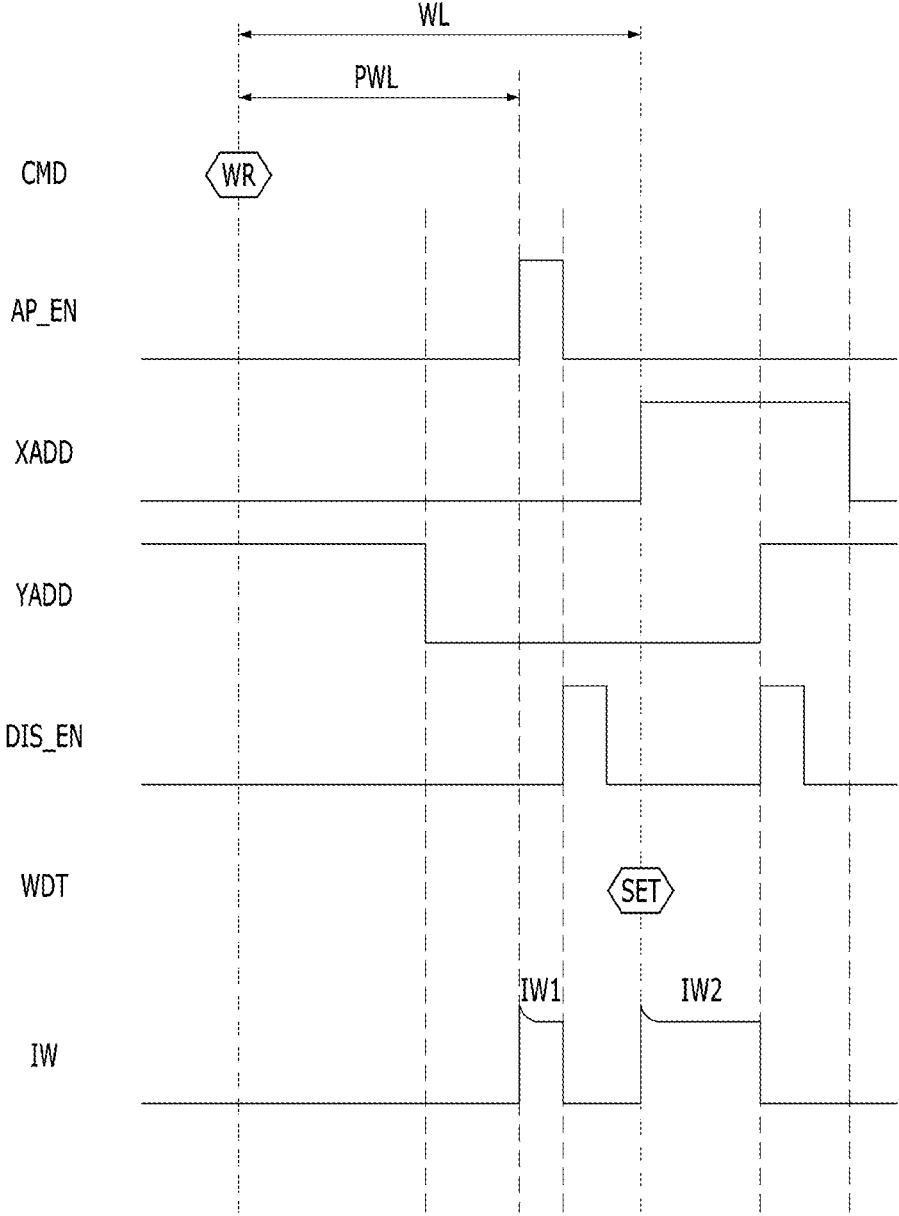 WL
PWL
CMD
WR
AP_EN
XADD
YADD
DIS_EN
WDT
SET
IW1
IW2
IW